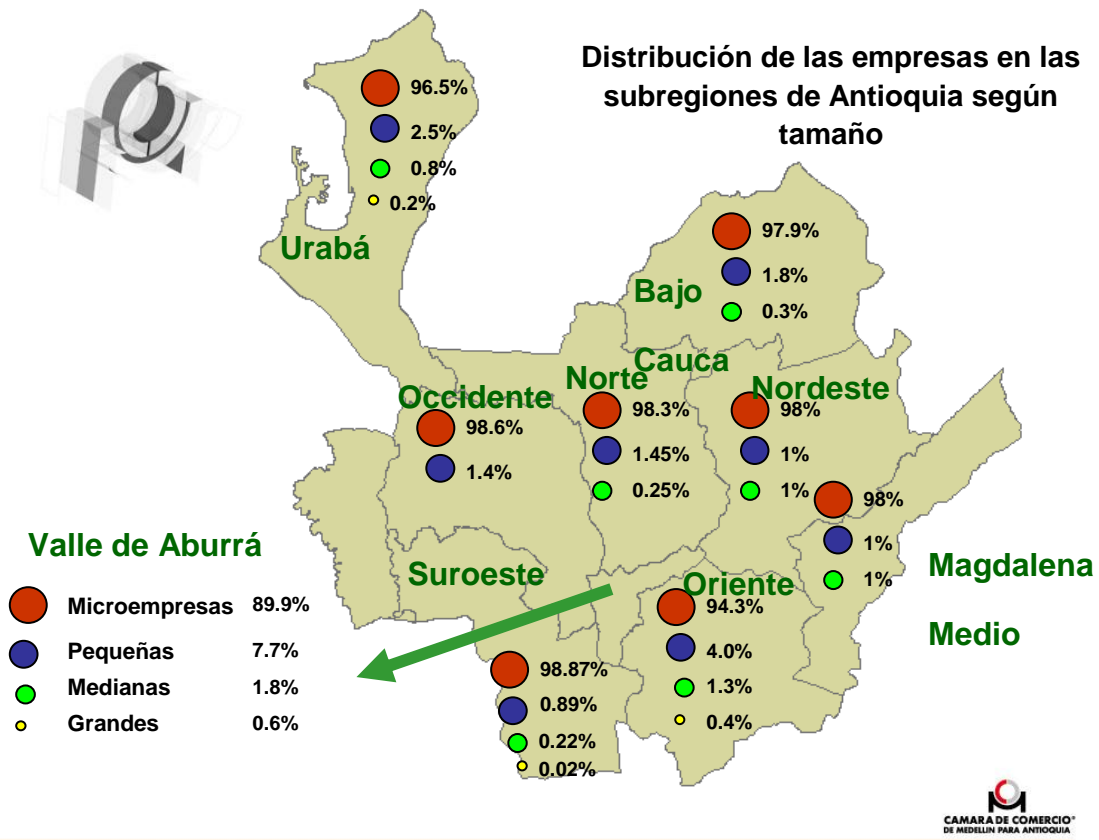 Distribución de las empresas en las
subregiones de Antioquia según
tamaño
96.5%
2.5%
0.8%
0.2%
Urabá
97.9%
1.8%
0.3%
Bajo
Cauca
Norte
98.3%
1.45%
0.25%
Nordeste
98%
1%
1%
Occidente
98.6%
1.4%
98%
1%
1%
Magdalena
Medio
Valle de Aburrá
Microempresas 89.9%
Pequeñas 7.7%
Medianas 1.8%
Grandes 0.6%
Suroeste
98.87%
0.89%
0.22%
0.02%
Oriente
94.3%
4.0%
1.3%
0.4%
CAMARA DE COMERCIO®
DE MEDELLIN PARA ANTIOQUIA